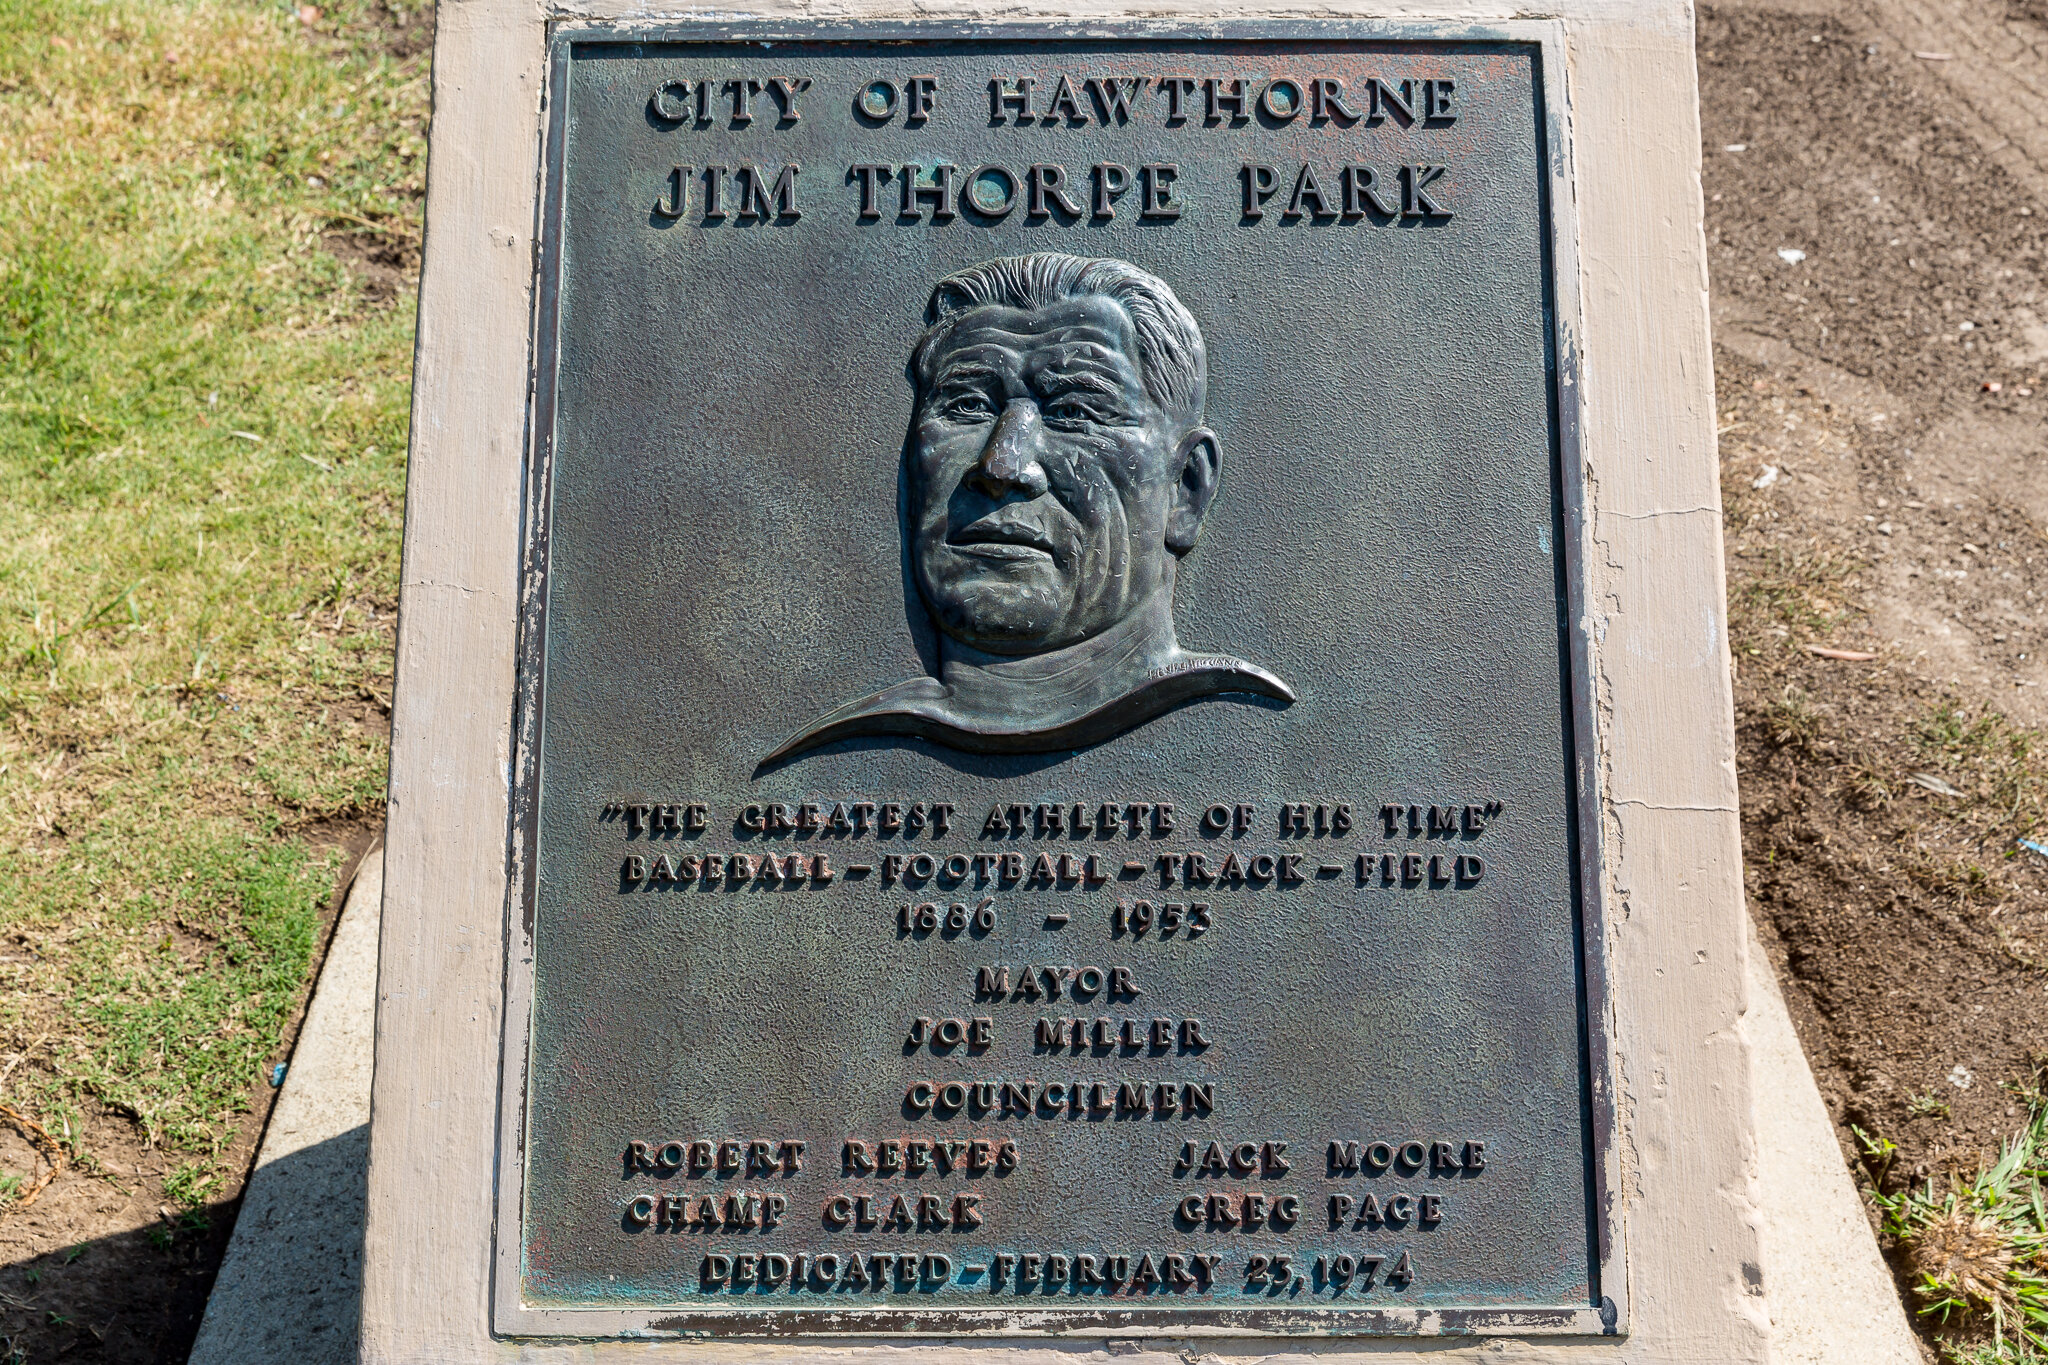 CITY OF HAWTHORNE
JIM THORPE PARK
"THE GREATEST ATHLETE OF HIS TIME"
BASEBALL – FOOTBALL – TRACK – FIELD
1886 – 1953
MAYOR
JOE MILLER
COUNCILMEN
ROBERT REEVES JACK MOORE
CHAMP CLARK GREG PAGE
DEDICATED – FEBRUARY 23, 1974